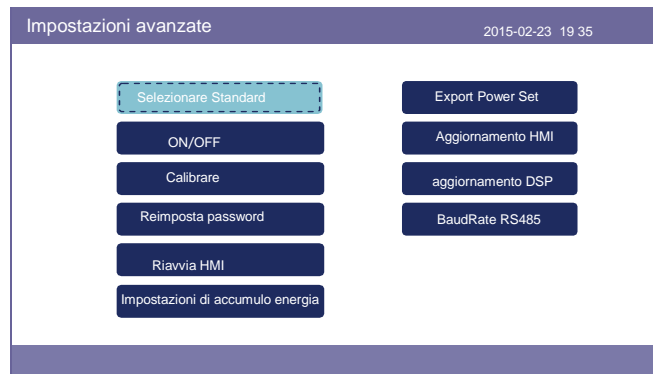 Impostazioni avanzate
2015-02-23 19 35
Selezionare Standard
ON/OFF
Calibrare
Reimposta password
Riavvia HMI
Impostazioni di accumulo energia
Export Power Set
Aggiornamento HMI
aggiornamento DSP
BaudRate RS485